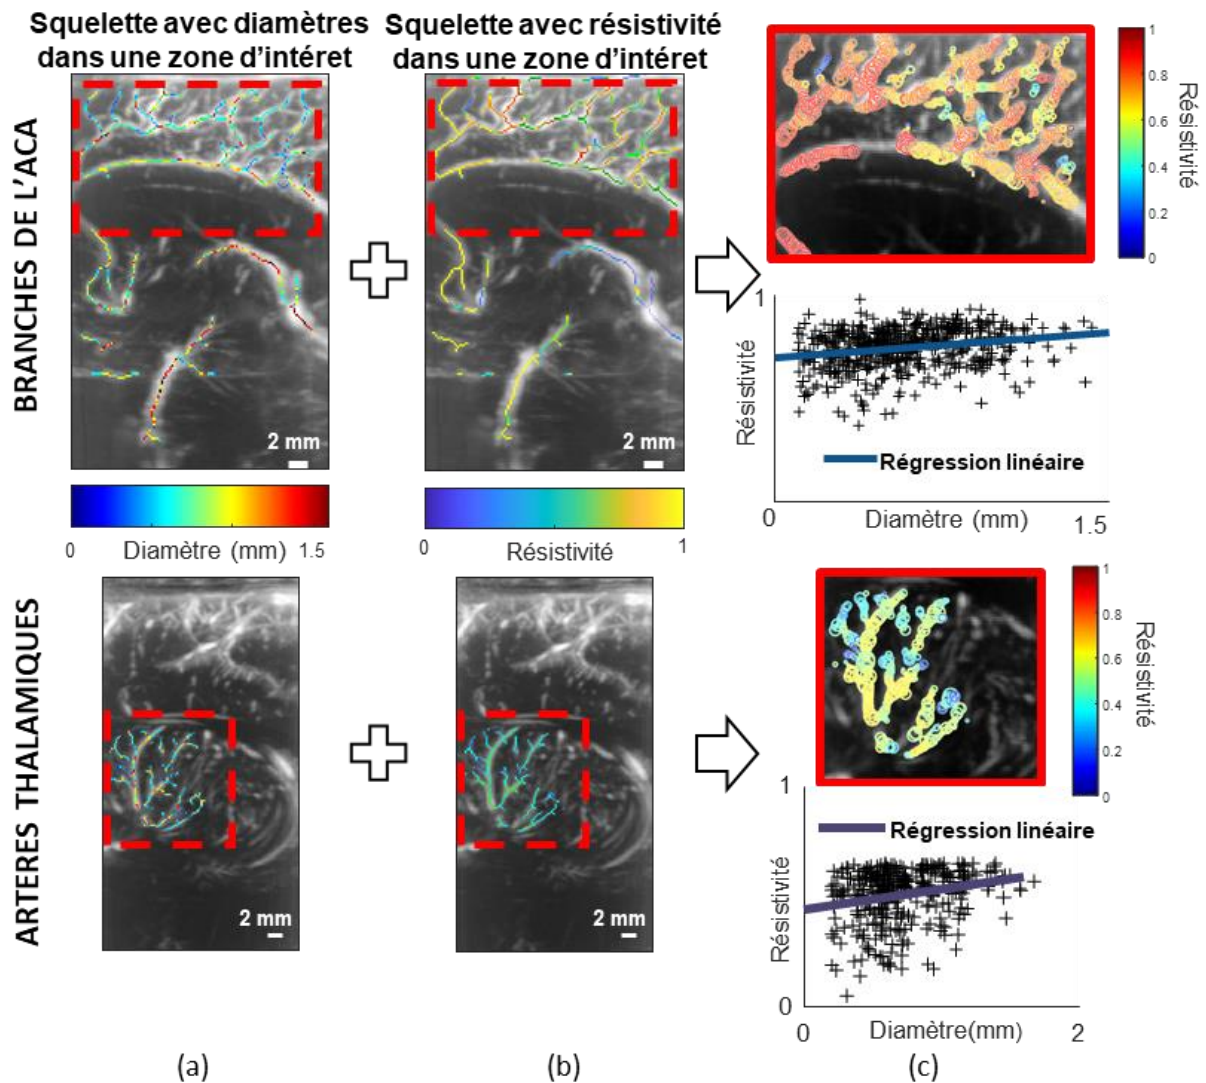 Squelette avec diamètres
dans une zone d'intéret
Squelette avec résistivité
dans une zone d'intéret
BRANCHES DE L'ACA
2 mm
2 mm
1
0.8
0.6
0.4
0.2
0
Résistivité
1
Résistivité
Régression linéaire
0
Diamètre (mm)
1.5
0
Diamètre (mm)
1.5
0
Résistivité
1
ARTERES THALAMIQUES
2 mm
2 mm
1
0.8
0.6
0.4
0.2
0
Résistivité
1
Régression linéaire
Résistivité
0
0
Diamètre(mm)
2
(a)
(b)
(c)